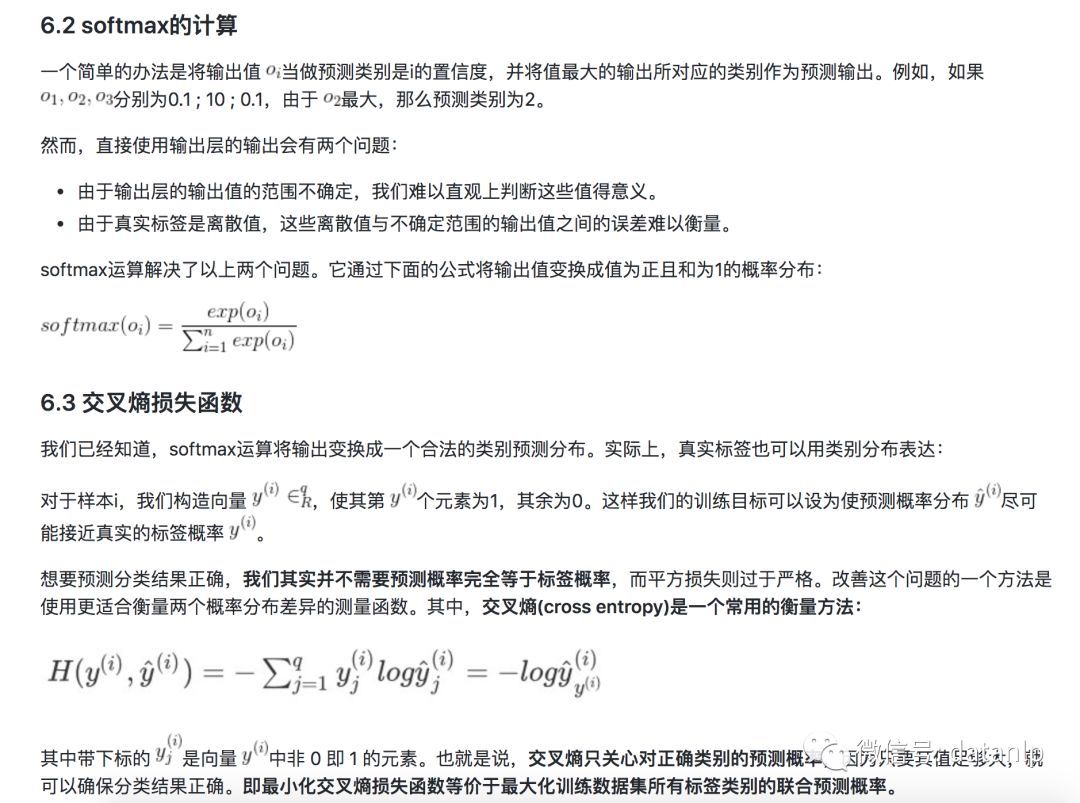 6.2 softmax的计算
一个简单的办法是将输出值 oᵢ当做预测类别是i的置信度，并将值最大的输出所对应的类别作为预测输出。例如，如果
o₁, o₂, o₃分别为0.1 ; 10 ; 0.1，由于 o₂最大，那么预测类别为2。
然而，直接使用输出层的输出会有两个问题：
• 由于输出层的输出值的范围不确定，我们难以直观上判断这些值得意义。
• 由于真实标签是离散值，这些离散值与不确定范围的输出值之间的误差难以衡量。
softmax运算解决了以上两个问题。它通过下面的公式将输出值变换成值为正且和为1的概率分布：
softmax(o_i) = \frac{exp(o_i)}{\sum_{i=1}^{n} exp(o_i)}
6.3 交叉熵损失函数
我们已经知道，softmax运算将输出变换成一个合法的类别预测分布。实际上，真实标签也可以用类别分布表达：
对于样本i，我们构造向量 y^{(i)} ∈_R^q，使其第 y^{(i)}个元素为1，其余为0。这样我们的训练目标可以设为使预测概率分布 \hat{y}^{(i)}尽可
能接近真实的标签概率 y^{(i)}。
想要预测分类结果正确，我们其实并不需要预测概率完全等于标签概率，而平方损失则过于严格。改善这个问题的一个方法是
使用更适合衡量两个概率分布差异的测量函数。其中，交叉熵(cross entropy)是一个常用的衡量方法：
H(y^{(i)}, \hat{y}^{(i)}) = -\sum_{j=1}^{q} y_j^{(i)} log\hat{y}_j^{(i)} = -log\hat{y}_{y^{(i)}}^{(i)}
其中带下标的 y_j^{(i)}是向量 y^{(i)}中非 0 即 1 的元素。也就是说，交叉熵只关心对正确类别的预测概 微信号: datanlp
可以确保分类结果正确。即最小化交叉熵损失函数等价于最大化训练数据集所有标签类别的联合预测概率。